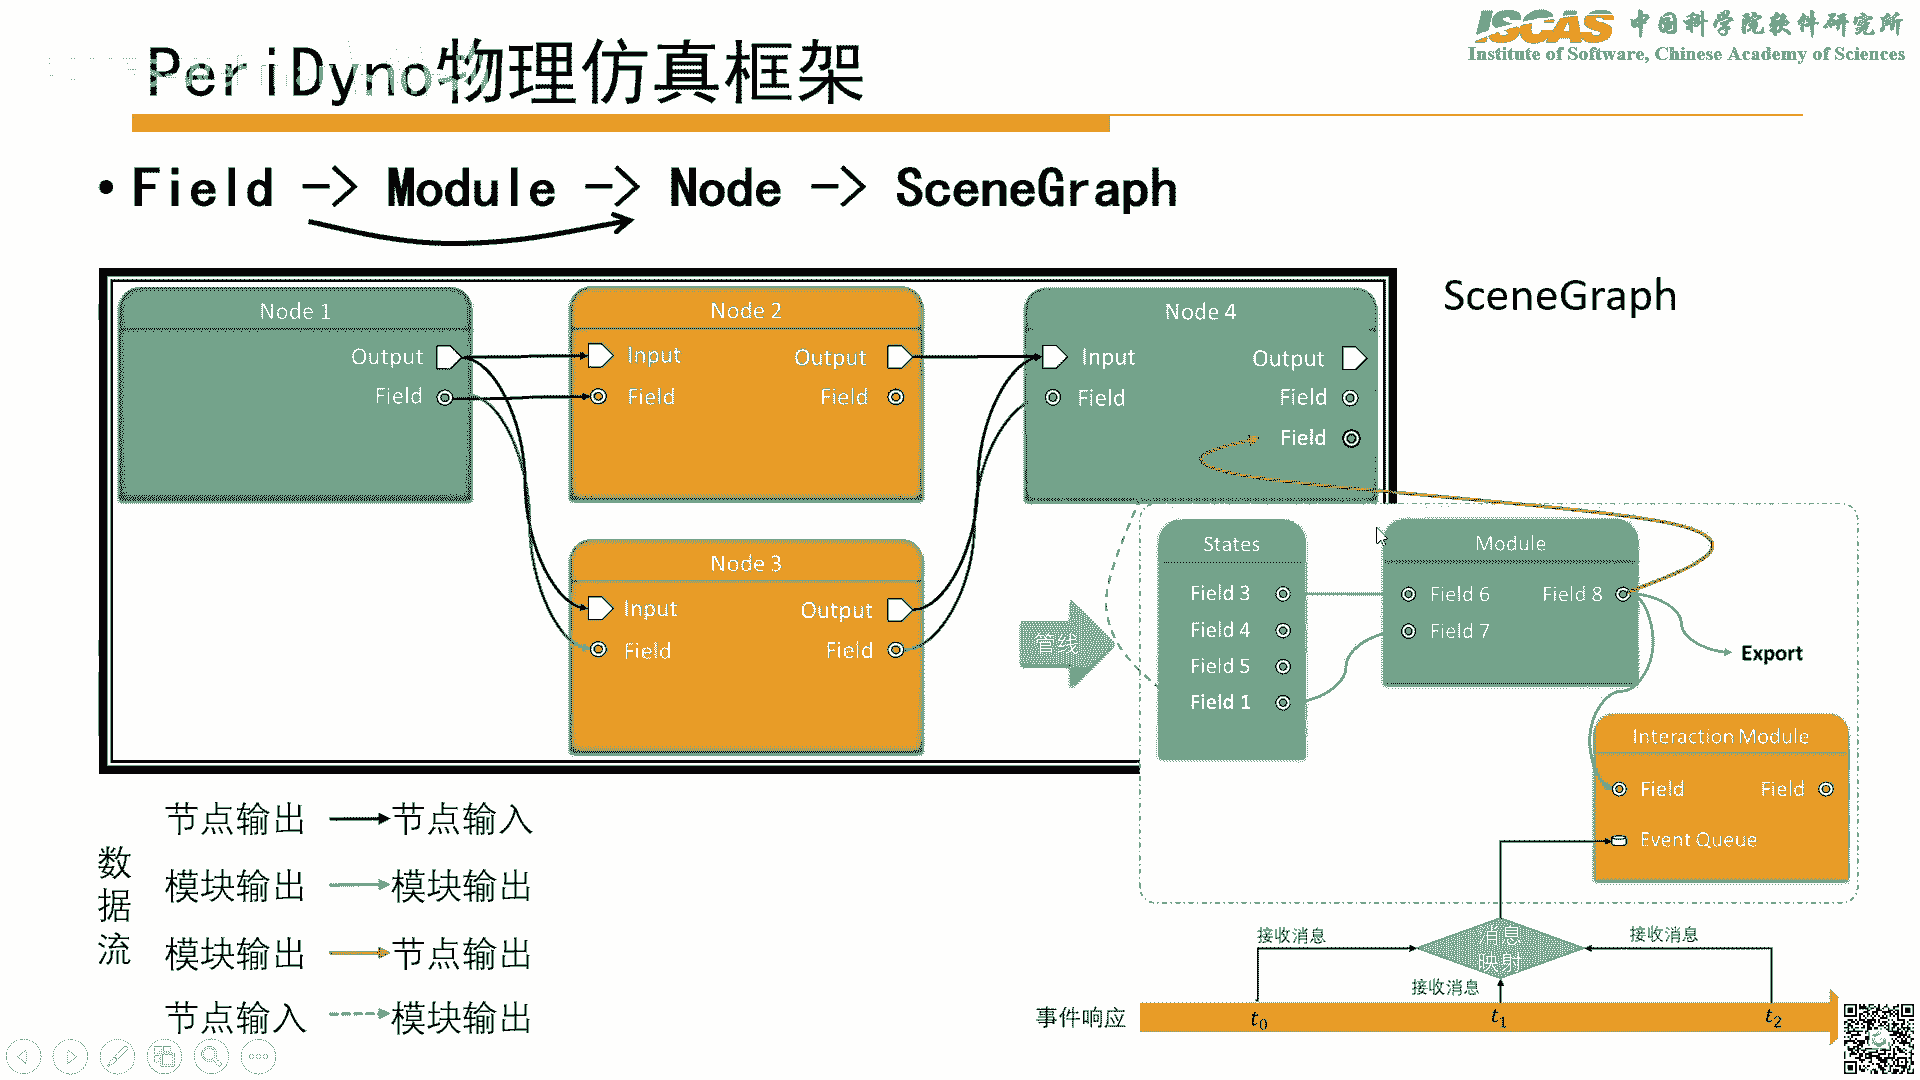 PeriDyno物理仿真框架
ISCAS 中国科学院软件研究所
Institute of Software, Chinese Academy of Sciences
• Field -> Module -> Node -> SceneGraph
SceneGraph
Node 1
Output
Field
Node 2
Input Output
Field Field
Node 4
Input Output
Field Field
Field
Node 3
Input Output
Field Field
管线
States
Field 3
Field 4
Field 5
Field 1
Module
Field 6 Field 8
Field 7
Export
Interaction Module
Field Field
Event Queue
数据流
节点输出 节点输入
模块输出 模块输出
模块输出 节点输出
节点输入 模块输出
接收消息
消息
映射
接收消息
接收消息
事件响应
t0 t1 t2